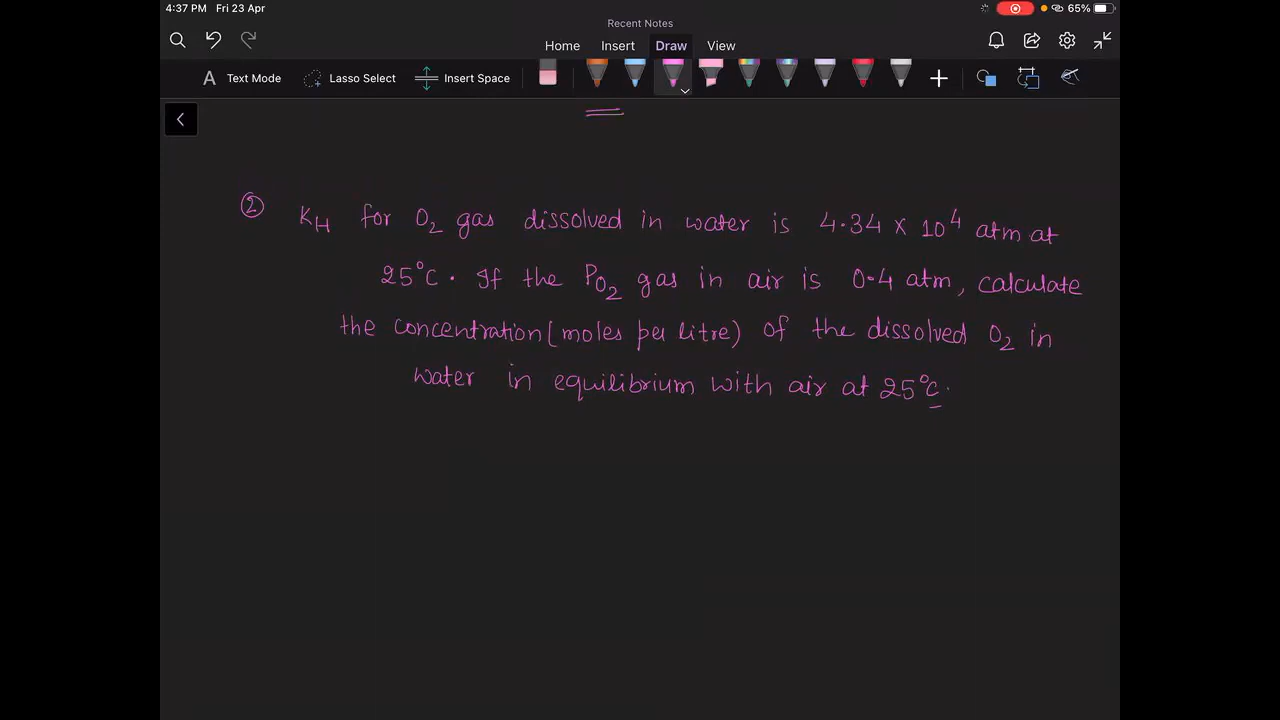 4:37 PM Fri 23 Apr
65%
Recent Notes
Home Insert Draw View
A Text Mode Lasso Select Insert Space
② KH for O2 gas dissolved in water is 4.34 x 10⁴ atm at
25°C. If the PO2 gas in air is 0.4 atm, calculate
the concentration (moles per litre) of the dissolved O2 in
water in equilibrium with air at 25°C.